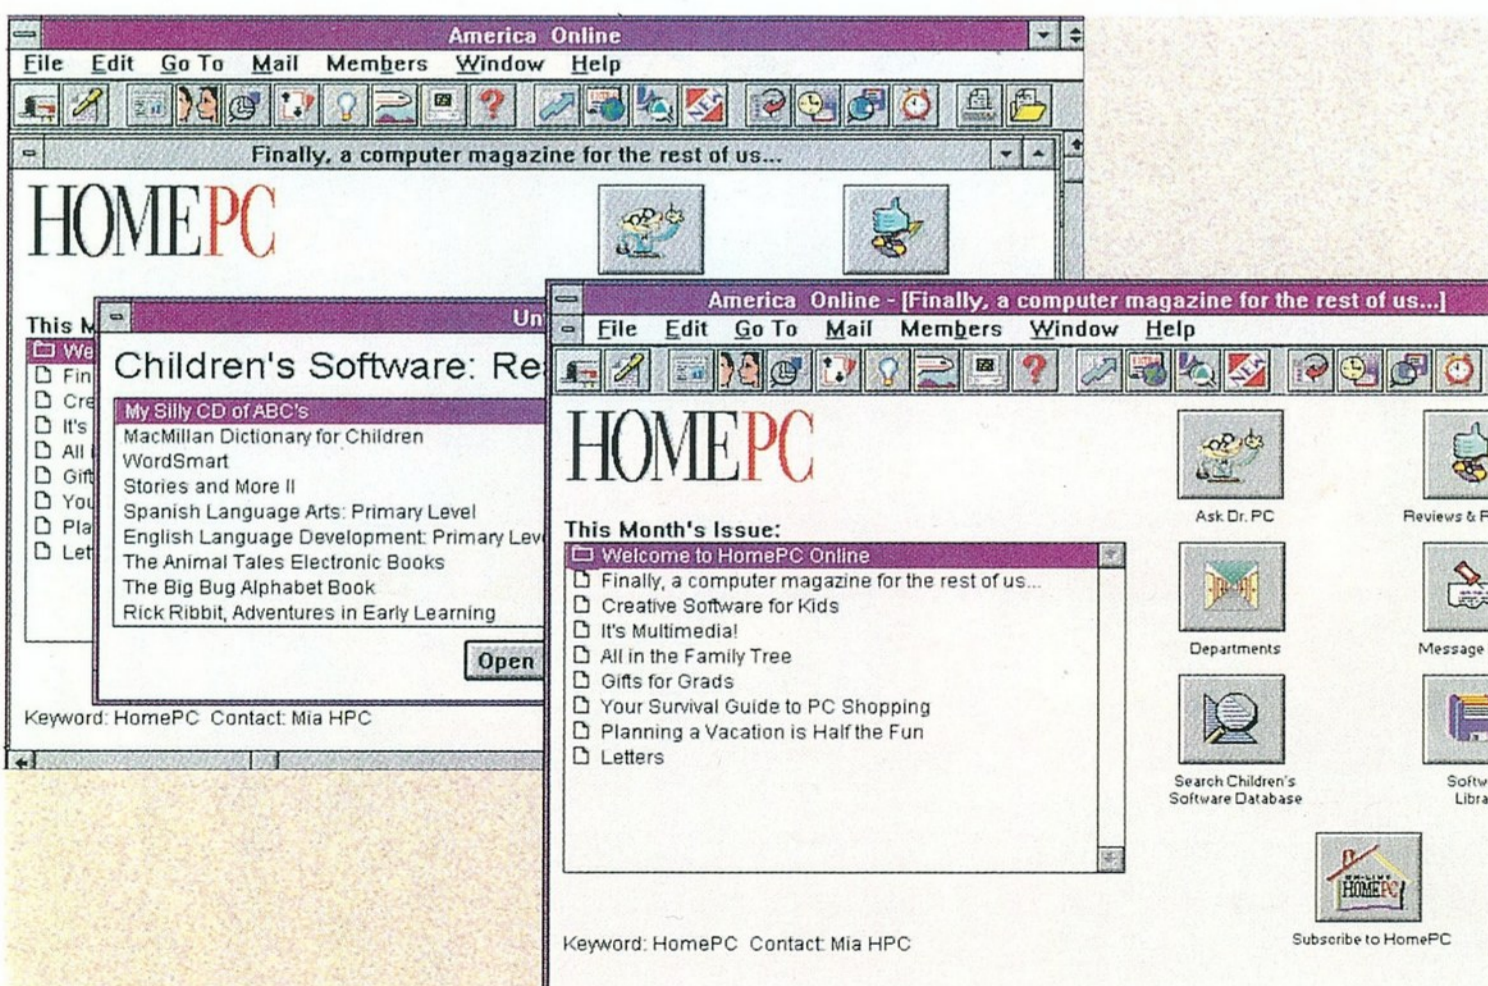 America Online
File Edit Go To Mail Members Window Help
Finally, a computer magazine for the rest of us...
HOMEPC
This M
We
Fin
Cre
It's
All
Gift
You
Pla
Lett
Keyword: HomePC Contact: Mia HPC
Un
Children's Software: Re
My Silly CD of ABC's
MacMillan Dictionary for Children
WordSmart
Stories and More II
Spanish Language Arts: Primary Level
English Language Development: Primary Leve
The Animal Tales Electronic Books
The Big Bug Alphabet Book
Rick Ribbit, Adventures in Early Learning
Open
America Online - [Finally, a computer magazine for the rest of us...]
File Edit Go To Mail Members Window Help
NEW
HOMEPC
This Month's Issue:
Welcome to HomePC Online
Finally, a computer magazine for the rest of us...
Creative Software for Kids
It's Multimedia!
All in the Family Tree
Gifts for Grads
Your Survival Guide to PC Shopping
Planning a Vacation is Half the Fun
Letters
Keyword: HomePC Contact: Mia HPC
Ask Dr. PC
Reviews & R
Departments
Message
Search Children's
Software Database
Softw
Libra
ON-LINE
HOMEPC
Subscribe to HomePC